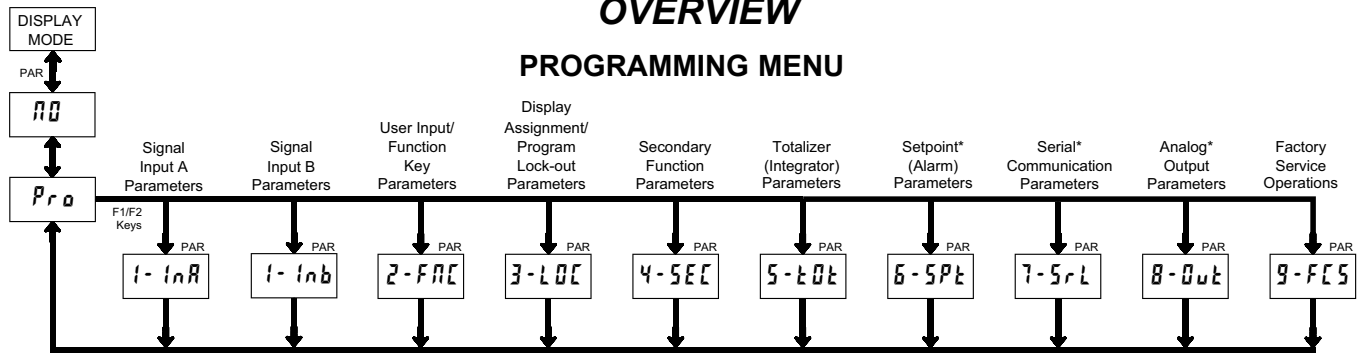 OVERVIEW
PROGRAMMING MENU
DISPLAY
MODE
PAR
NO
Pro
F1/F2
Keys
Signal
Input A
Parameters
PAR
1-InA
Signal
Input B
Parameters
PAR
1-Inb
User Input/
Function
Key
Parameters
PAR
2-FNC
Display
Assignment/
Program
Lock-out
Parameters
PAR
3-LOC
Secondary
Function
Parameters
PAR
4-SEC
Totalizer
(Integrator)
Parameters
PAR
5-tOt
Setpoint*
(Alarm)
Parameters
PAR
6-SPt
Serial*
Communication
Parameters
PAR
7-SrL
Analog*
Output
Parameters
PAR
8-Out
Factory
Service
Operations
PAR
9-FCS